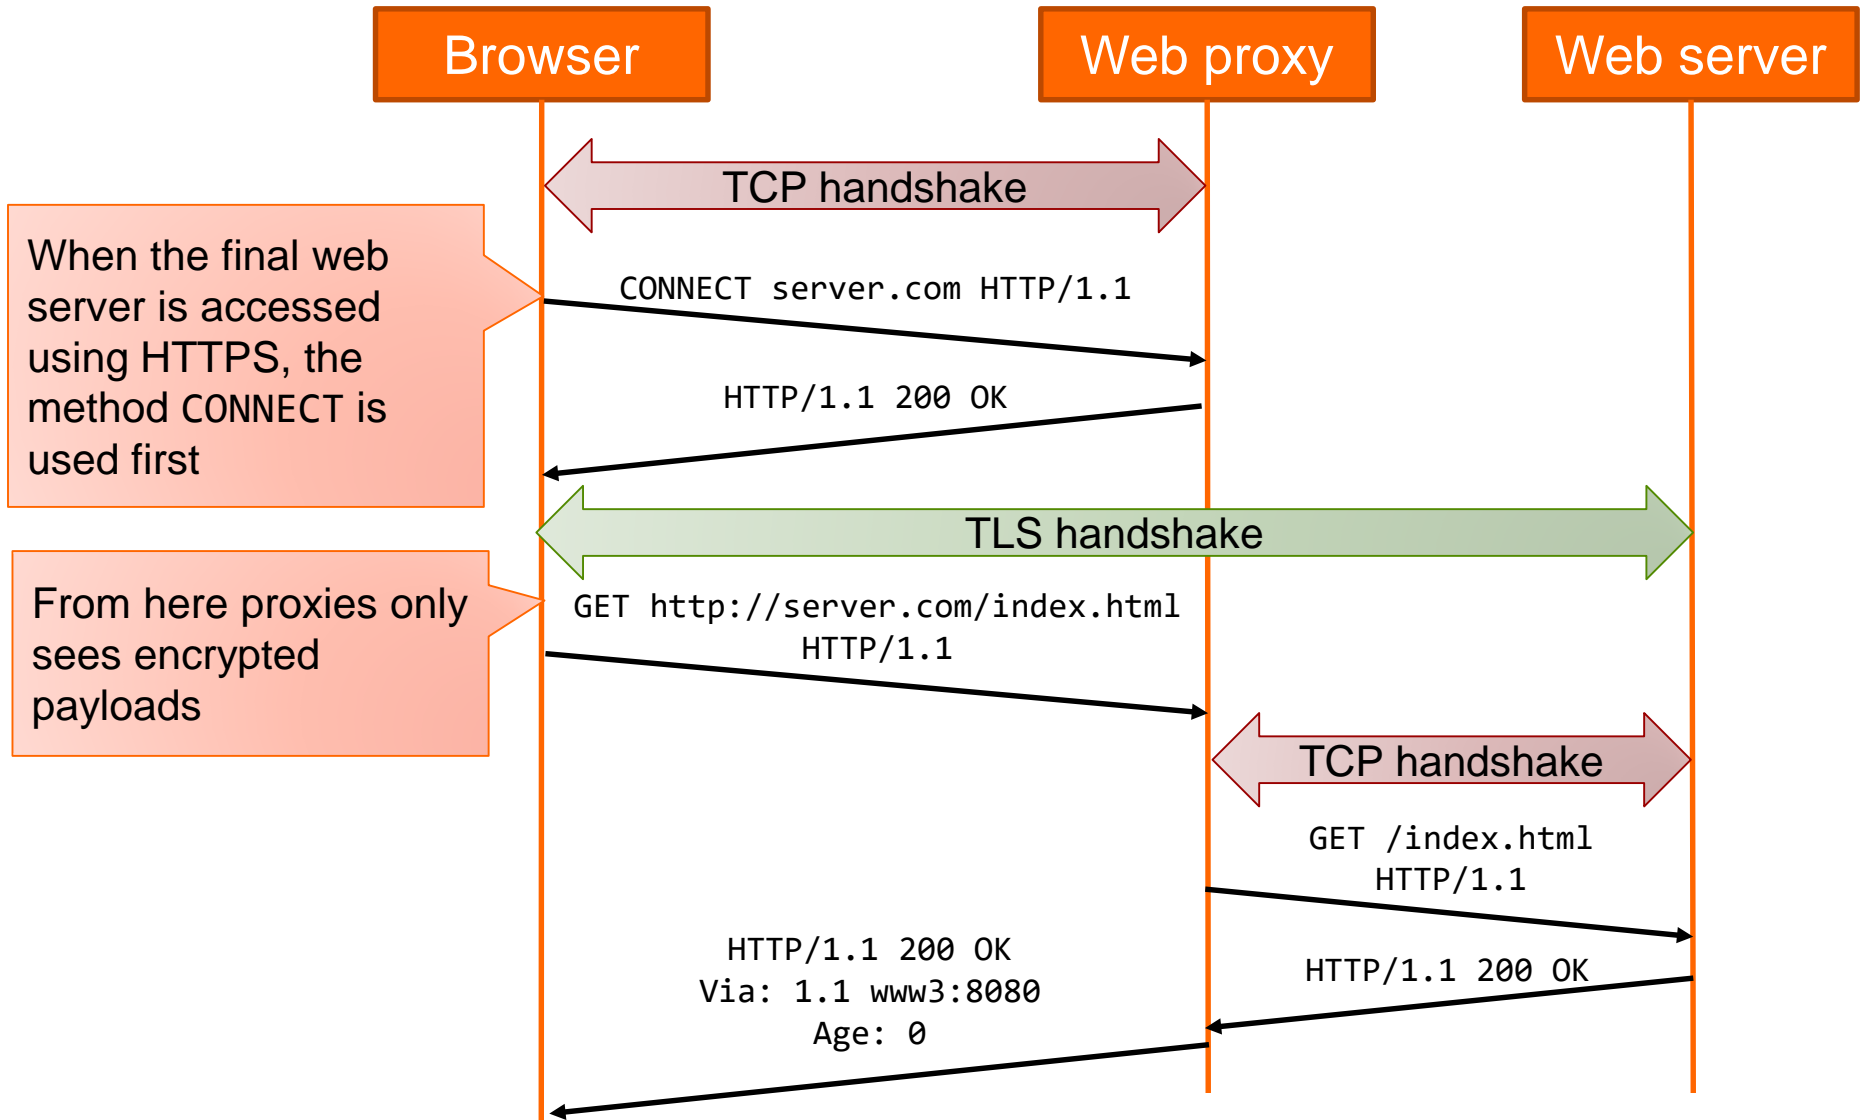 Browser
Web proxy
Web server
TCP handshake
When the final web
server is accessed
using HTTPS, the
method CONNECT is
used first
CONNECT server.com HTTP/1.1
HTTP/1.1 200 OK
TLS handshake
From here proxies only
sees encrypted
payloads
GET http://server.com/index.html
HTTP/1.1
TCP handshake
GET /index.html
HTTP/1.1
HTTP/1.1 200 OK
HTTP/1.1 200 OK
Via: 1.1 www3:8080
Age: 0